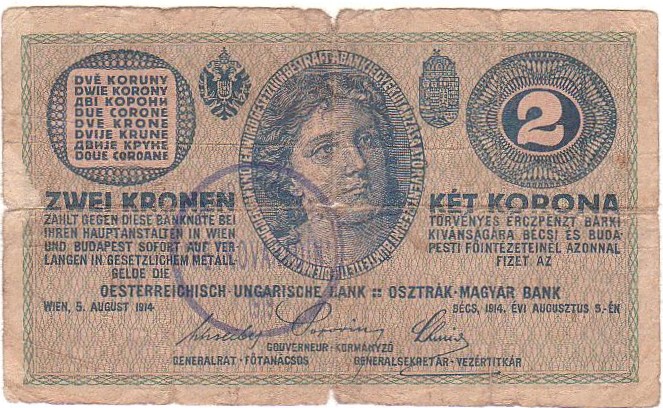 DVĚ KORUNY
DWIE KORONY
ДВІ КОРОНИ
DUE CORONE
DVE KRONE
DVIJE KRUNE
ДВИЈЕ КРУНЕ
DOUE COROANE
2
ZWEI KRONEN
ZAHLT GEGEN DIESE BANKNOTE BEI
IHREN HAUPTANSTALTEN IN WIEN
UND BUDAPEST SOFORT AUF VER-
LANGEN IN GESETZLICHEM METALL-
GELDE DIE
KÉT KORONA
TÖRVÉNYES ÉRCZPÉNZT BÁRKI
KIVÁNSÁGÁRA BÉCSI ÉS BUDA-
PESTI FŐINTÉZETEINÉL AZONNAL
FIZET AZ
OESTERREICHISCH-UNGARISCHE BANK :: OSZTRÁK-MAGYAR BANK
WIEN, 5. AUGUST 1914
BÉCS, 1914. ÉVI AUGUSZTUS 5.-ÉN
GOUVERNEUR-KORMÁNYZÓ
GENERALRAT-FŐTANÁCSOS
GENERALSEKRETÄR-VEZÉRTITKÁR